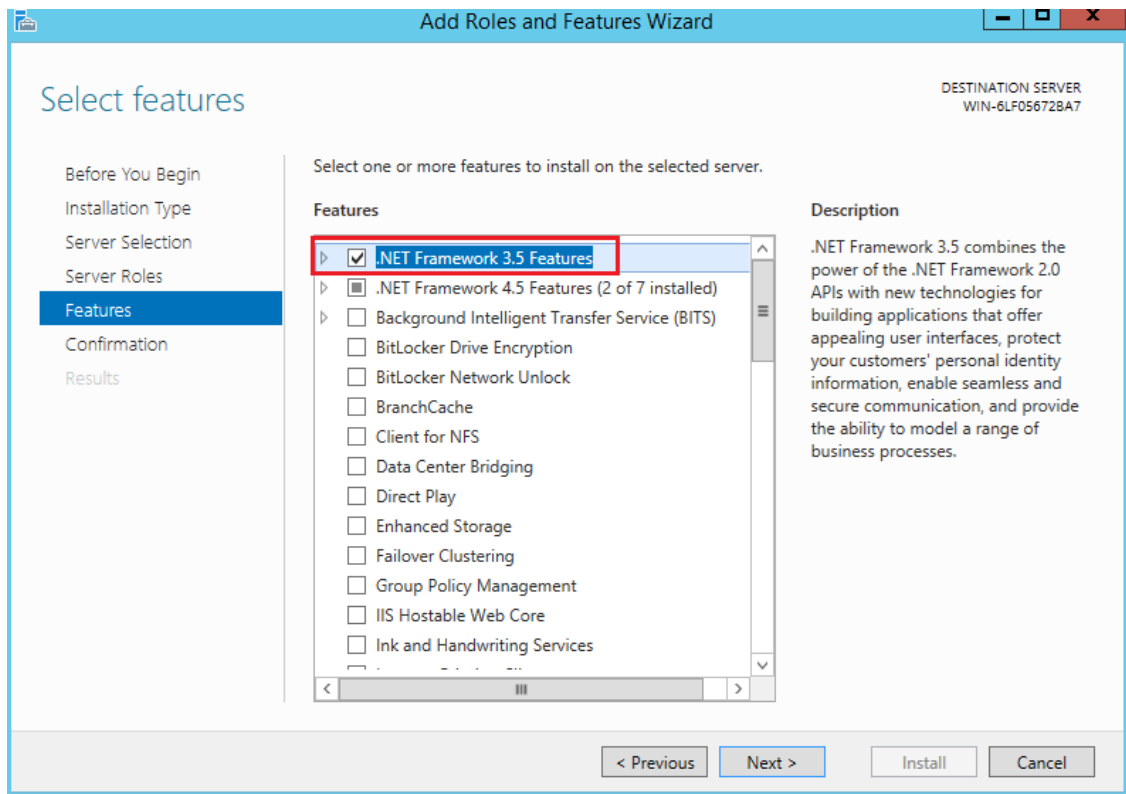 Add Roles and Features Wizard
Select features
DESTINATION SERVER
WIN-6LF05672BA7
Before You Begin
Installation Type
Server Selection
Server Roles
Features
Confirmation
Results
Select one or more features to install on the selected server.
Features
.NET Framework 3.5 Features
.NET Framework 4.5 Features (2 of 7 installed)
Background Intelligent Transfer Service (BITS)
BitLocker Drive Encryption
BitLocker Network Unlock
BranchCache
Client for NFS
Data Center Bridging
Direct Play
Enhanced Storage
Failover Clustering
Group Policy Management
IIS Hostable Web Core
Ink and Handwriting Services
Description
.NET Framework 3.5 combines the
power of the .NET Framework 2.0
APIs with new technologies for
building applications that offer
appealing user interfaces, protect
your customers' personal identity
information, enable seamless and
secure communication, and provide
the ability to model a range of
business processes.
< Previous
Next >
Install
Cancel